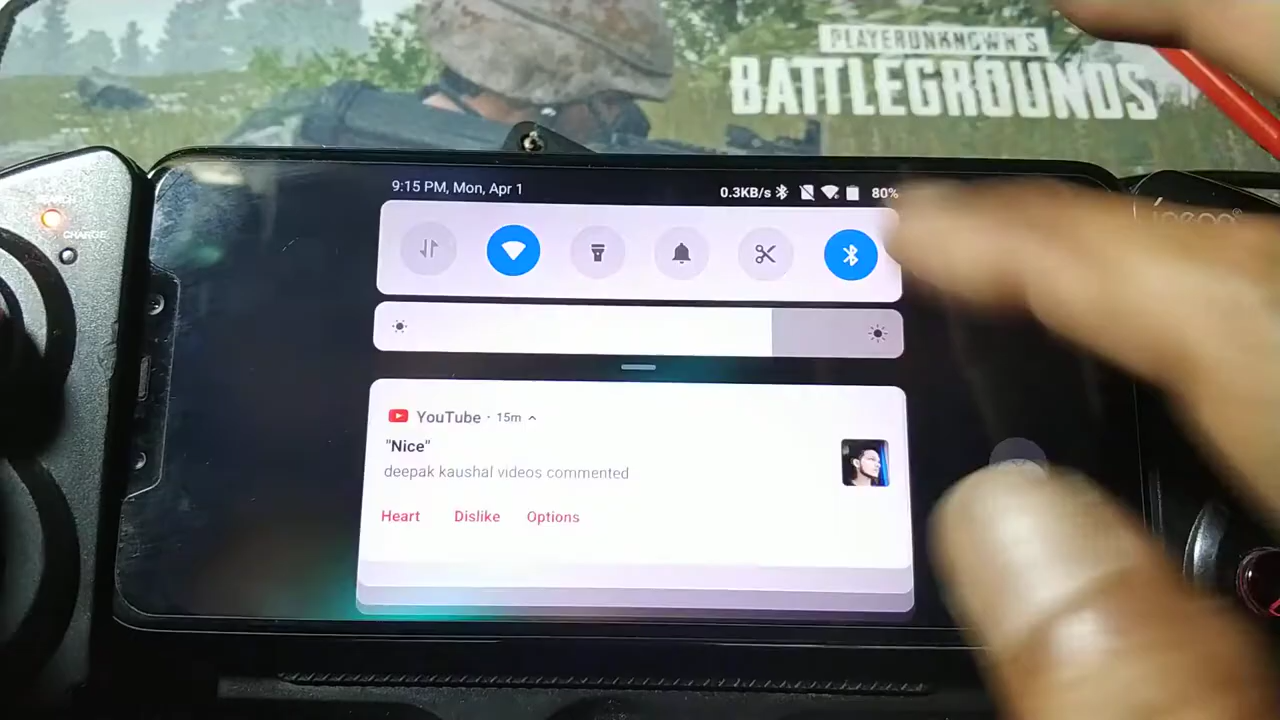 PLAYERUNKNOWN'S
BATTLEGROUNDS
9:15 PM, Mon, Apr 1
0.3KB/s
80%
CHARGE
YouTube · 15m
"Nice"
deepak kaushal videos commented
Heart
Dislike
Options